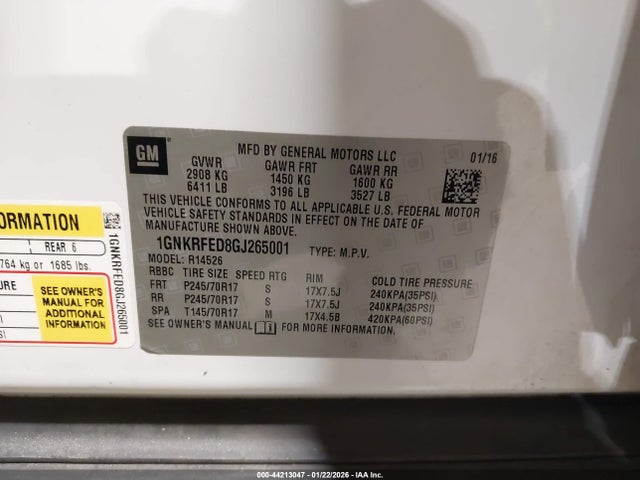 GM
MFD BY GENERAL MOTORS LLC 01/16
GVWR GAWR FRT GAWR RR
2908 KG 1450 KG 1600 KG
6411 LB 3196 LB 3527 LB
THIS VEHICLE CONFORMS TO ALL APPLICABLE U.S. FEDERAL MOTOR
VEHICLE SAFETY STANDARDS IN EFFECT ON THE DATE OF
MANUFACTURE SHOWN ABOVE.
1GNKRFED8GJ265001 TYPE: M.P.V.
MODEL: R14526
RBBC TIRE SIZE SPEED RTG RIM COLD TIRE PRESSURE
FRT P245/70R17 S 17X7.5J 240KPA(35PSI)
RR P245/70R17 S 17X7.5J 240KPA(35PSI)
SPA T145/70R17 M 17X4.5B 420KPA(60PSI)
SEE OWNER'S MANUAL FOR MORE INFORMATION.
ORMATION
REAR 6
764 kg or 1685 lbs.
SURE
SEE OWNER'S
MANUAL FOR
ADDITIONAL
INFORMATION
SI
1GNKRFED8GJ265001
000-44213047 - 01/22/2026 - IAA Inc.